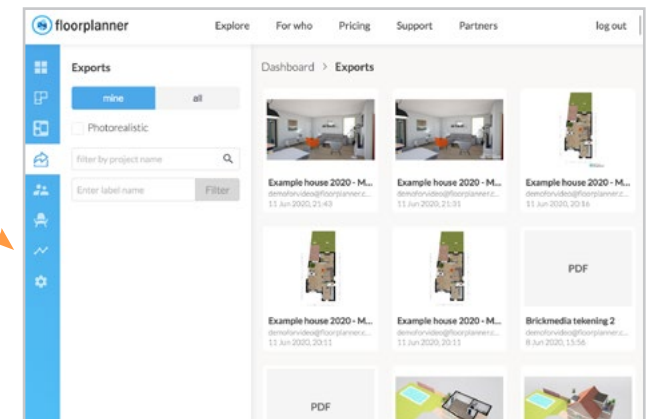 floorplanner
Explore For who Pricing Support Partners log out
Exports
mine all
Photorealistic
filter by project name
Enter label name Filter
Dashboard > Exports
Example house 2020 - M... Example house 2020 - M... Example house 2020 - M...
demoforvideo@floorplanner.c... demoforvideo@floorplanner.c... demoforvideo@floorplanner.c...
11 Jun 2020, 21:43 11 Jun 2020, 21:31 11 Jun 2020, 20:16
PDF
Example house 2020 - M... Example house 2020 - M... Brickmedia tekening 2
demoforvideo@floorplanner.c... demoforvideo@floorplanner.c... demoforvideo@floorplanner.c...
11 Jun 2020, 20:11 11 Jun 2020, 20:11 8 Jun 2020, 13:56
PDF